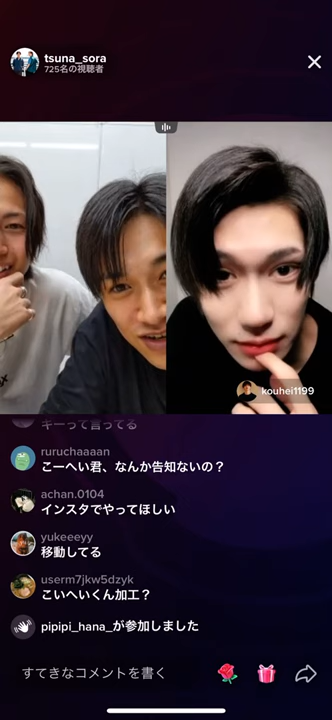 tsuna_sora
725名の視聴者
kouhei1199
キーって言ってる
ruruchaaaan
こーへい君、なんか告知ないの？
achan.0104
インスタでやってほしい
yukeeeyy
移動してる
userm7jkw5dzyk
こいへいくん加工？
pipipi_hana_が参加しました
すてきなコメントを書く